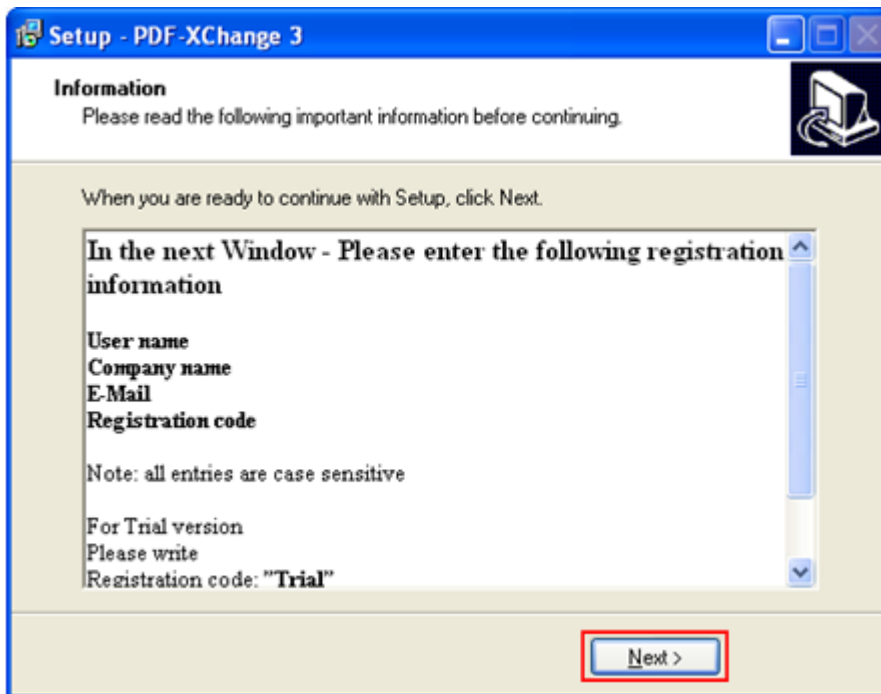 Setup - PDF-XChange 3
Information
Please read the following important information before continuing.
When you are ready to continue with Setup, click Next.
In the next Window - Please enter the following registration
information
User name
Company name
E-Mail
Registration code
Note: all entries are case sensitive
For Trial version
Please write
Registration code: "Trial"
Next >